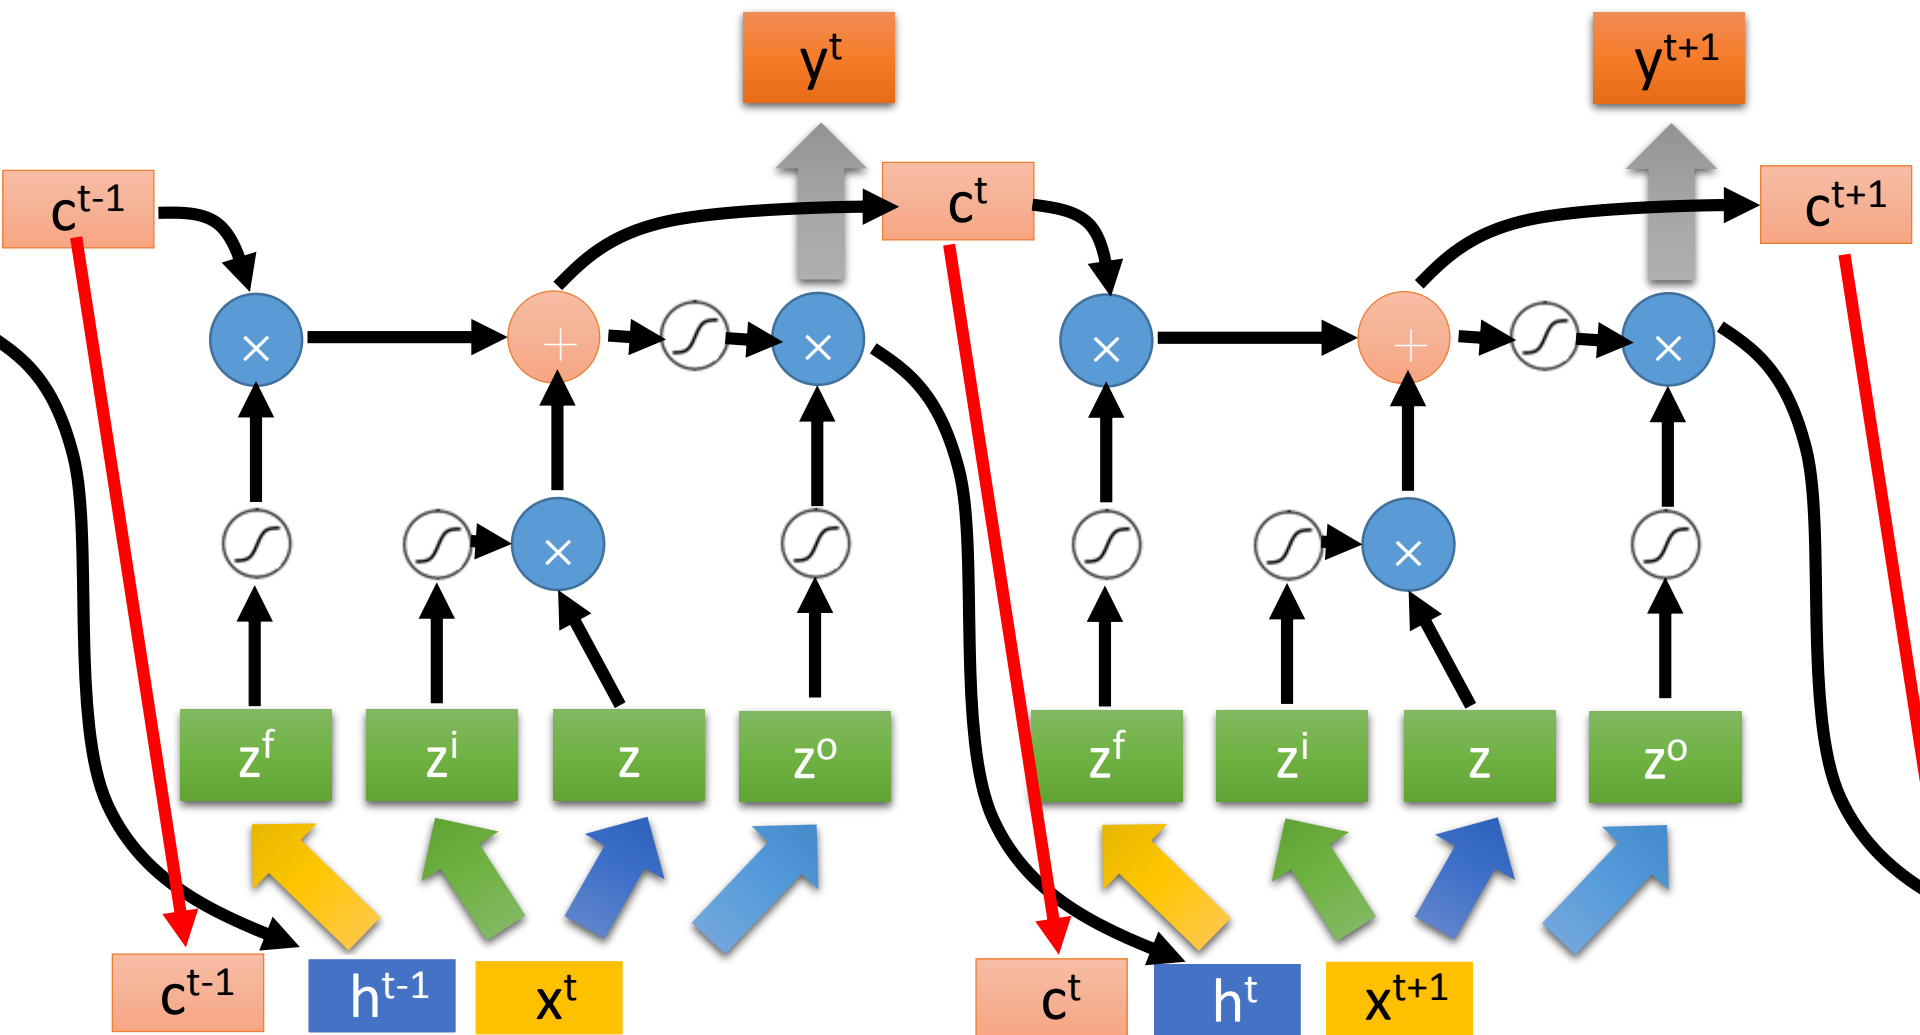 y^t y^{t+1}
c^{t-1} c^t c^{t+1}
× + × × + ×
× ×
z^f z^i z z^o z^f z^i z z^o
c^{t-1} h^{t-1} x^t c^t h^t x^{t+1}